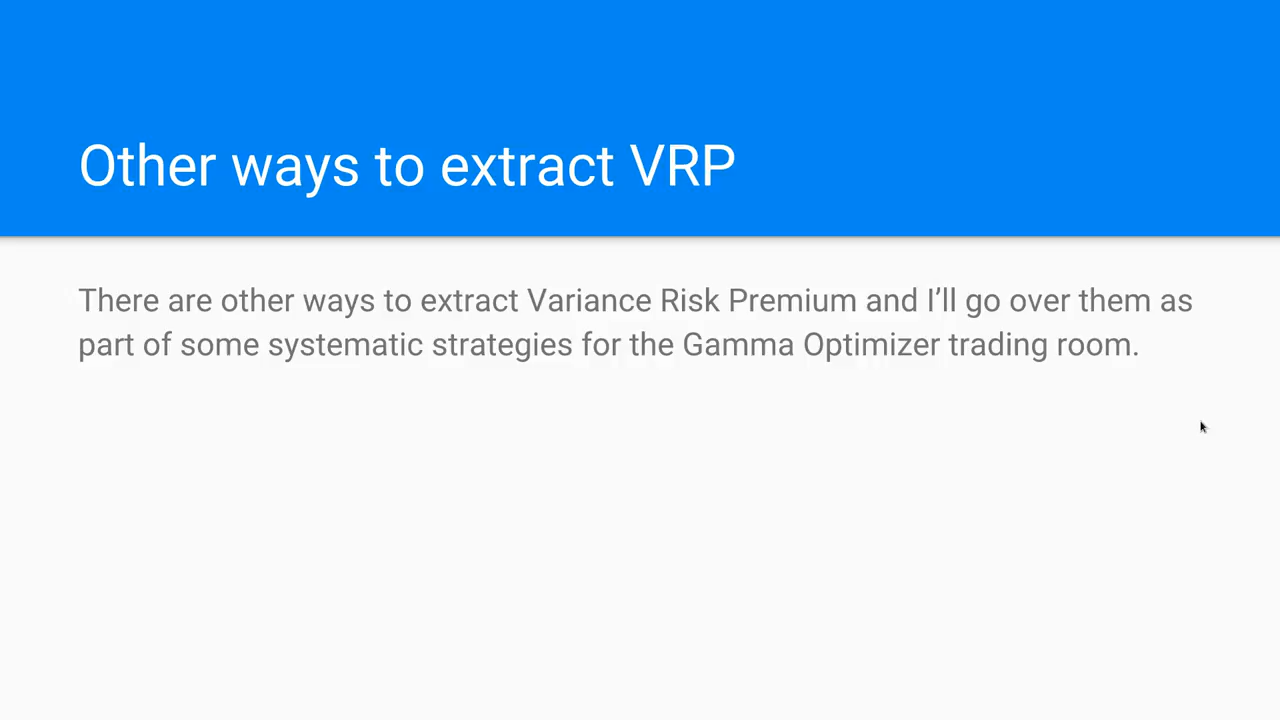 Other ways to extract VRP
There are other ways to extract Variance Risk Premium and I’ll go over them as
part of some systematic strategies for the Gamma Optimizer trading room.